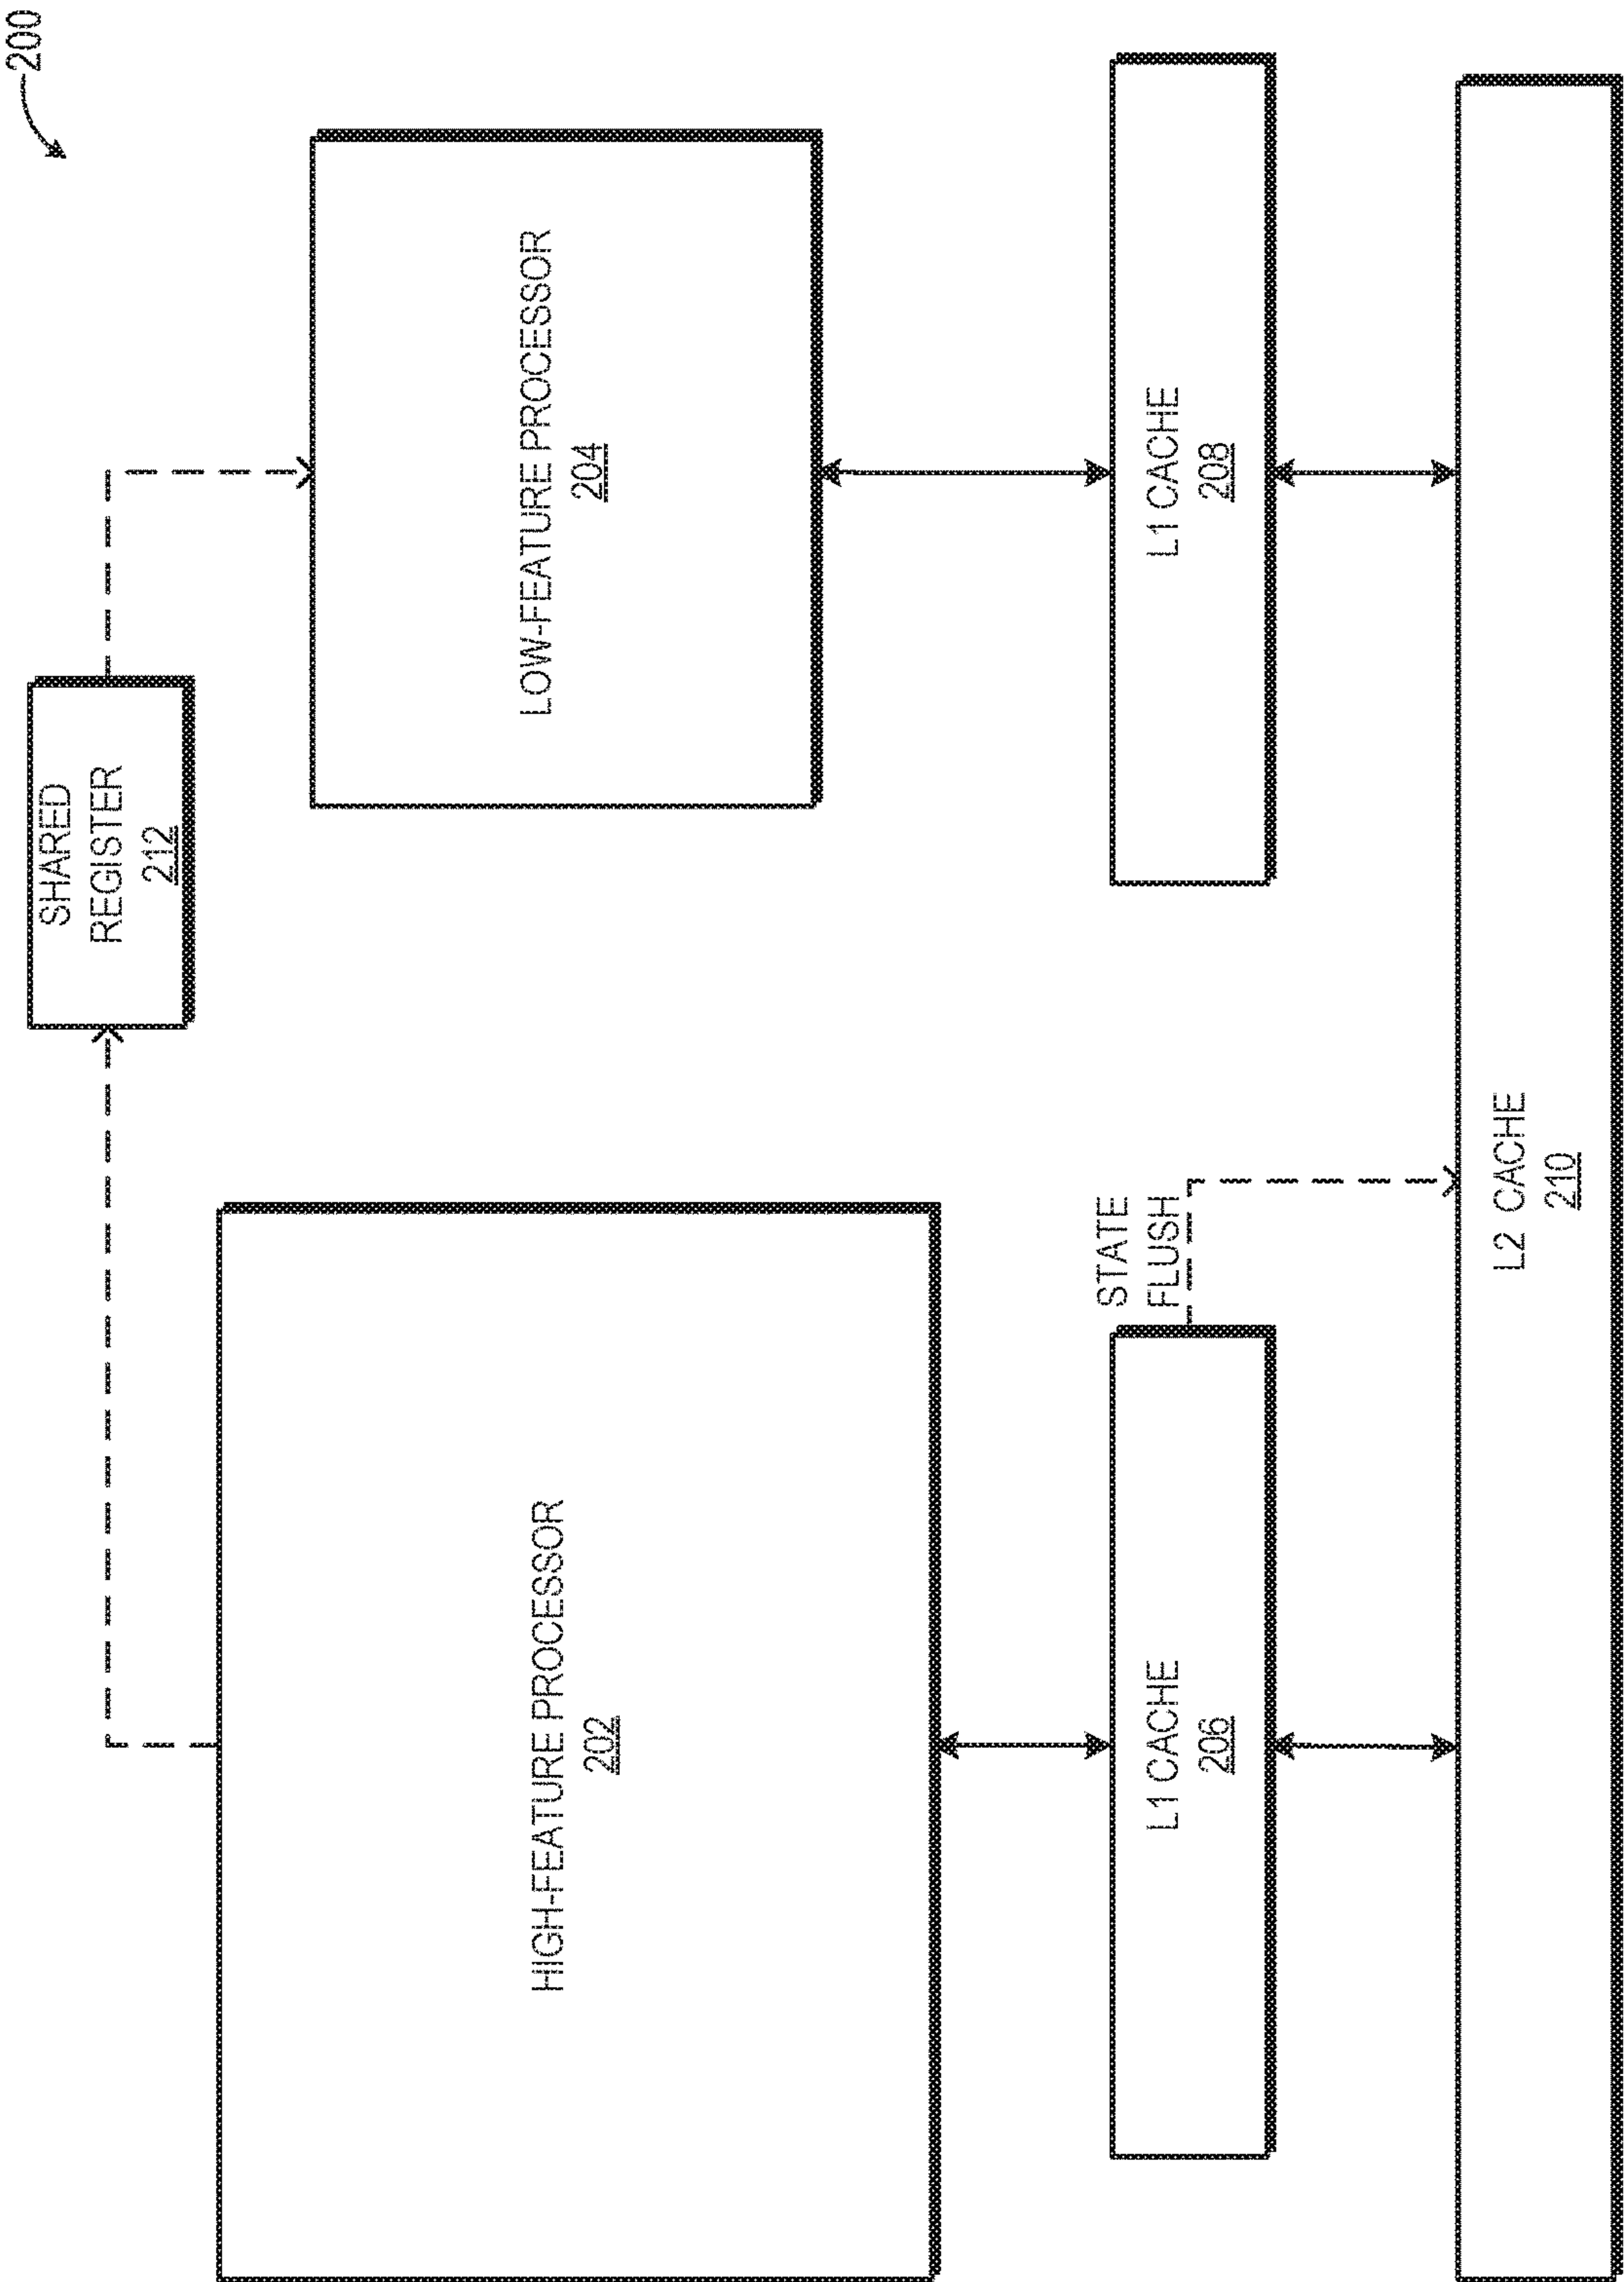 200
SHARED
REGISTER
212
HIGH-FEATURE PROCESSOR
202
LOW-FEATURE PROCESSOR
204
STATE
FLUSH
L1 CACHE
206
L1 CACHE
208
L2 CACHE
210